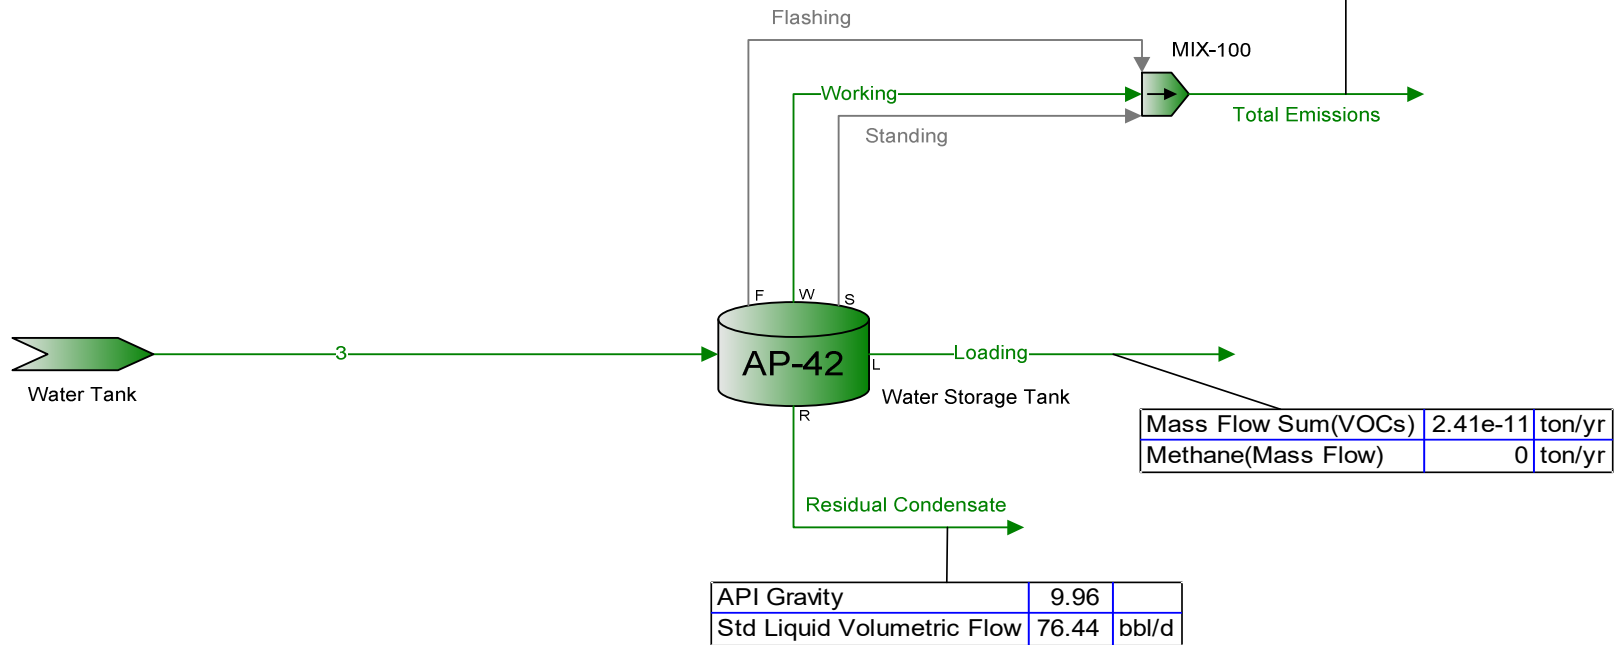 Flashing
MIX-100
Working
Total Emissions
Standing
F
W
S
3
AP-42
Loading
L
Water Tank
Water Storage Tank
R
Mass Flow Sum(VOCs) 2.41e-11 ton/yr
Methane(Mass Flow) 0 ton/yr
Residual Condensate
API Gravity 9.96
Std Liquid Volumetric Flow 76.44 bbl/d